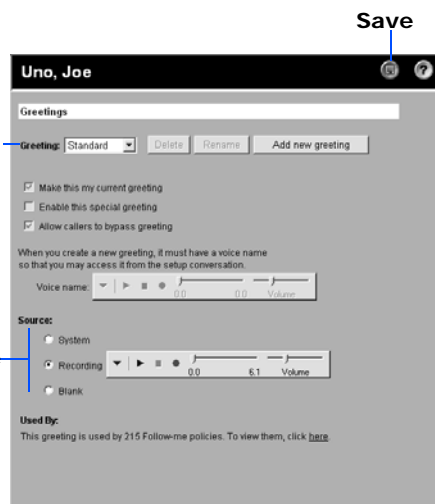 Save
Uno, Joe
Greetings
Greeting: Standard Delete Rename Add new greeting
Make this my current greeting
Enable this special greeting
Allow callers to bypass greeting
When you create a new greeting, it must have a voice name
so that you may access it from the setup conversation.
Voice name: 0.0 0.0 Volume
Source:
System
Recording 0.0 6.1 Volume
Blank
Used By:
This greeting is used by 215 Follow-me policies. To view them, click here.